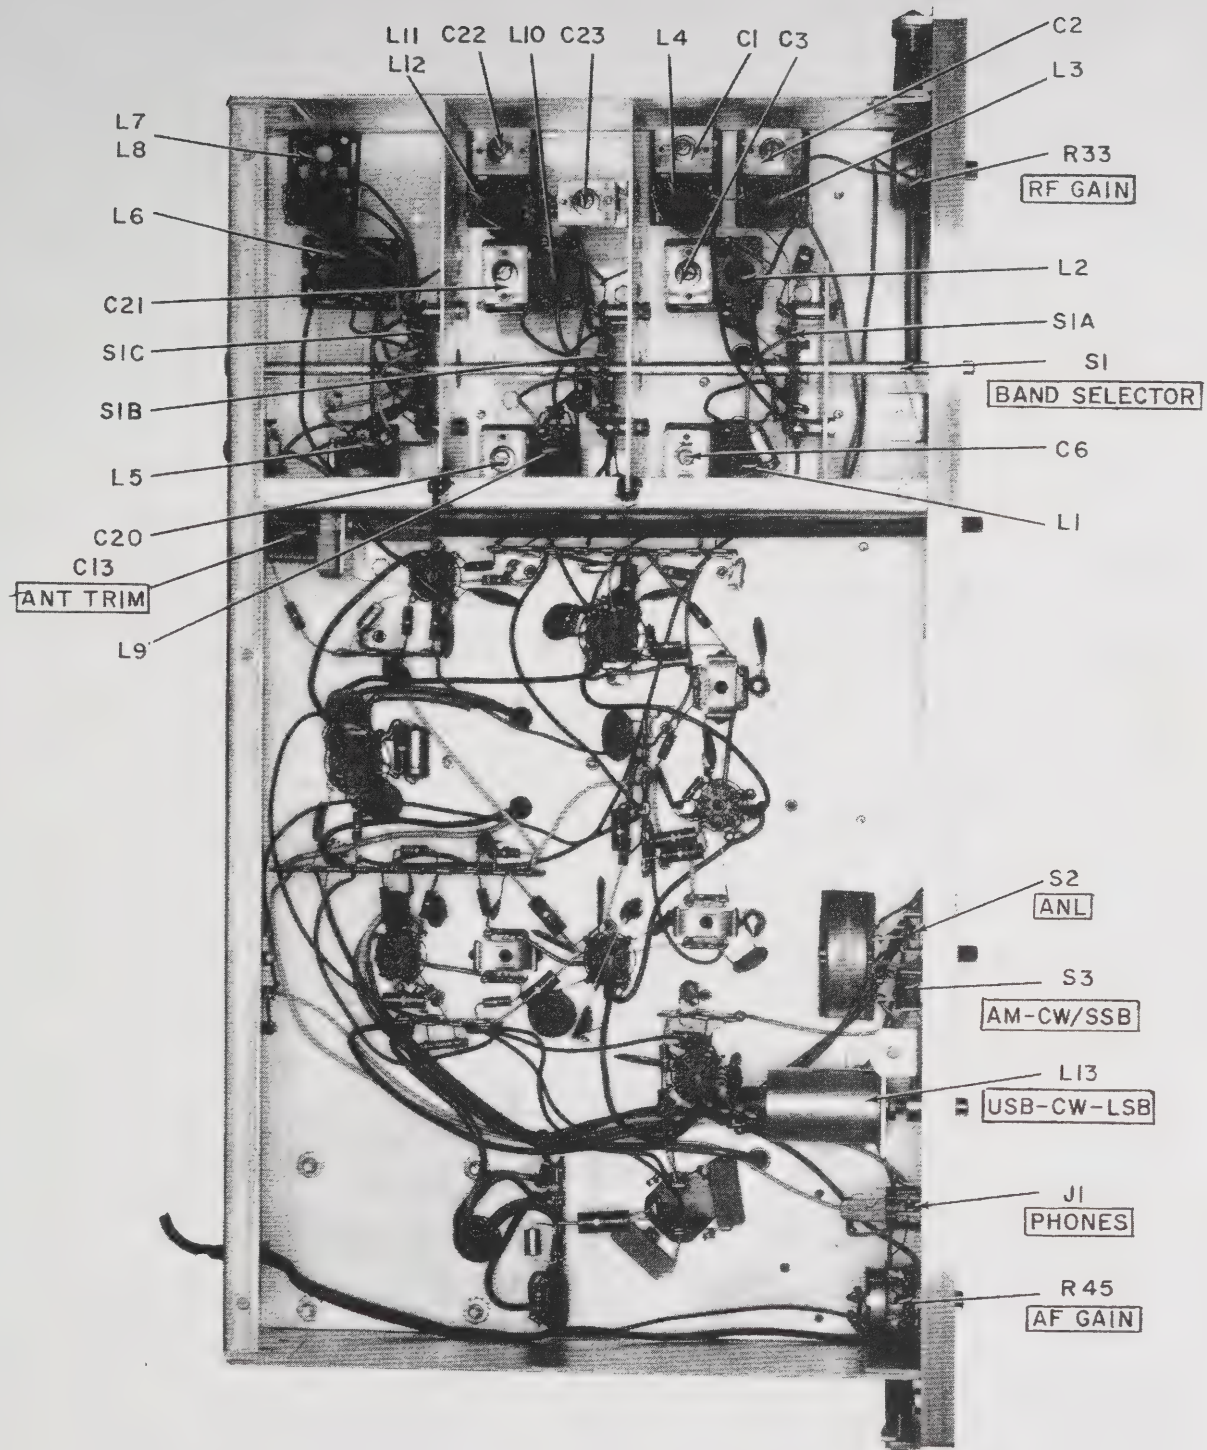 L11 C22 L10 C23 L4 C1 C3 C2
L12
L3
L7
L8
R33
RF GAIN
L6
L2
C21
S1A
S1C
S1
BAND SELECTOR
S1B
C6
L5
L1
C20
C13
ANT TRIM
L9
S2
ANL
S3
AM-CW/SSB
L13
USB-CW-LSB
J1
PHONES
R45
AF GAIN